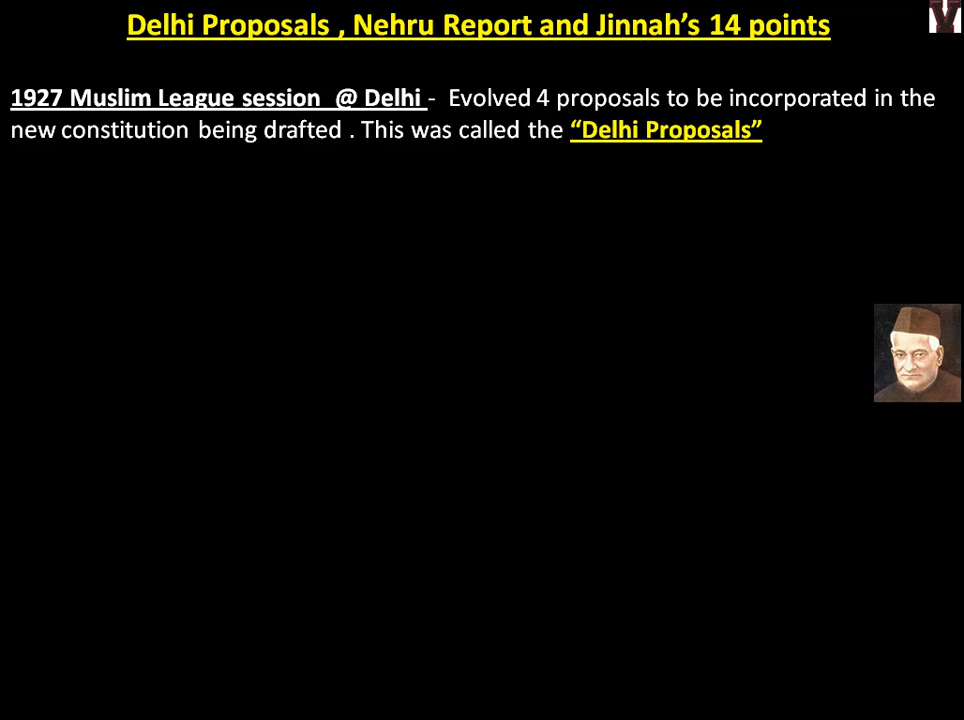 Delhi Proposals , Nehru Report and Jinnah’s 14 points
1927 Muslim League session @ Delhi - Evolved 4 proposals to be incorporated in the
new constitution being drafted . This was called the “Delhi Proposals”